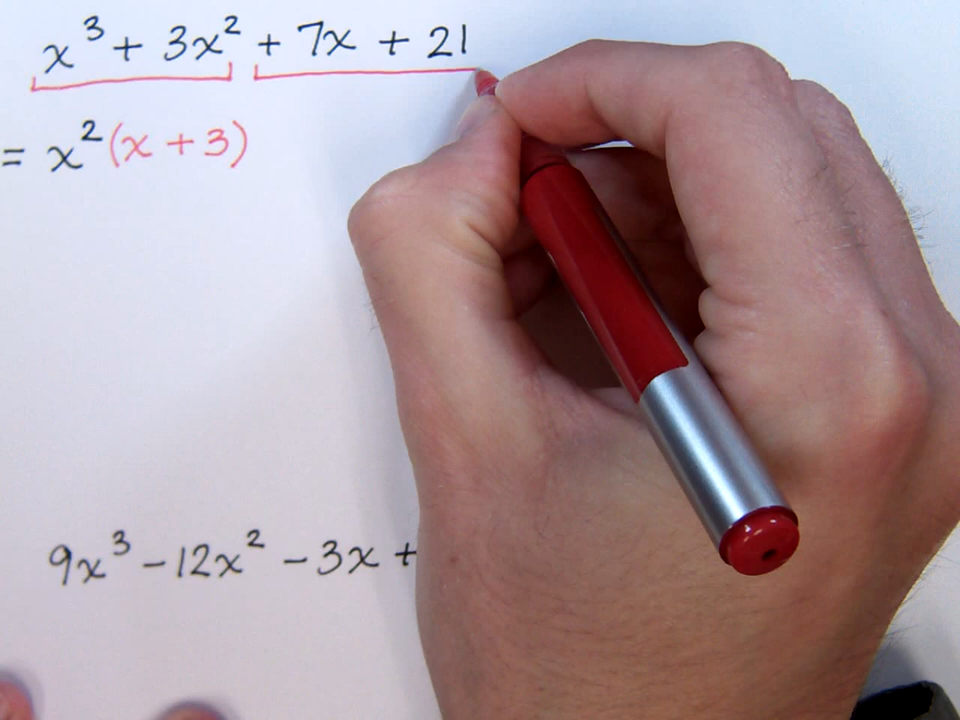 x³ + 3x² + 7x + 21
= x²(x + 3)
9x³ - 12x² - 3x +